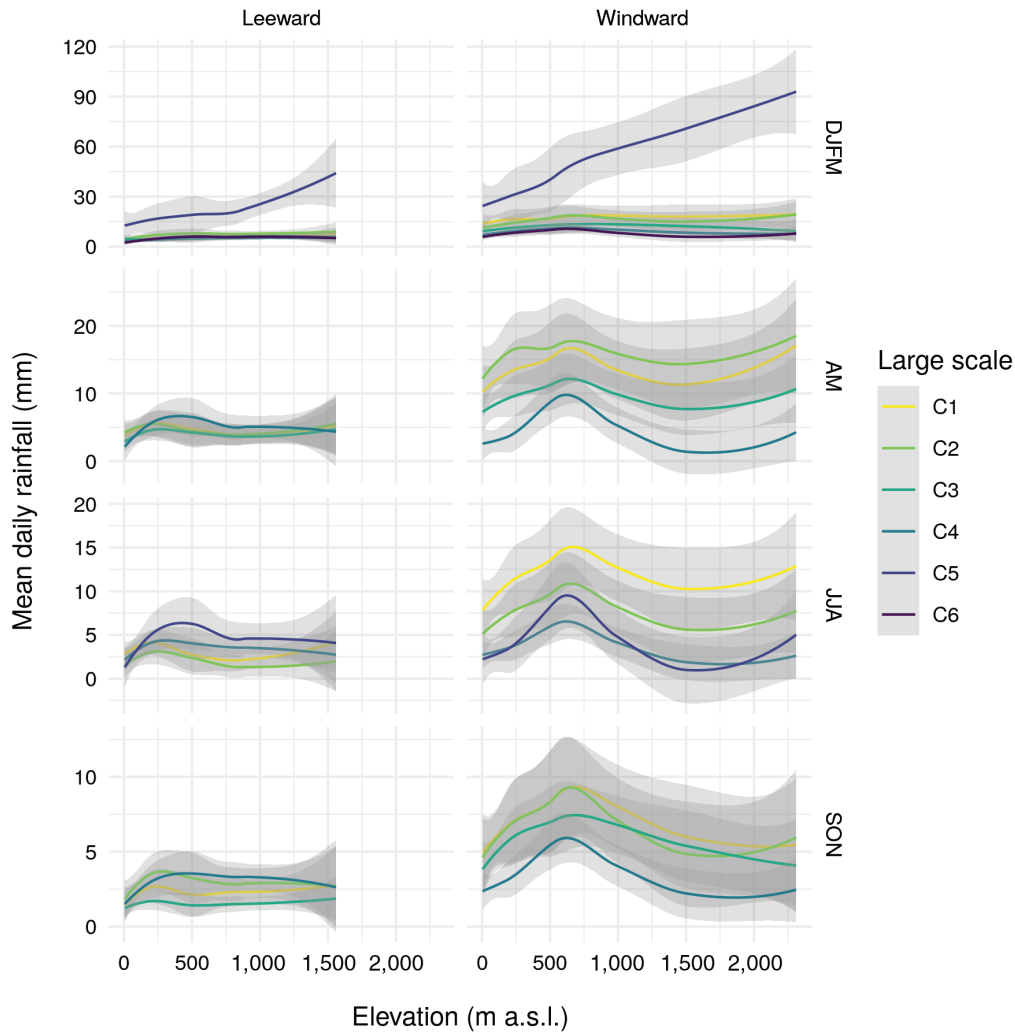 Leeward
Windward
120
90
60
30
0
DJFM
20
10
0
AM
20
15
10
5
0
JJA
10
5
0
SON
0
500
1,000
1,500
2,000
0
500
1,000
1,500
2,000
Mean daily rainfall (mm)
Elevation (m a.s.l.)
Large scale
C1
C2
C3
C4
C5
C6